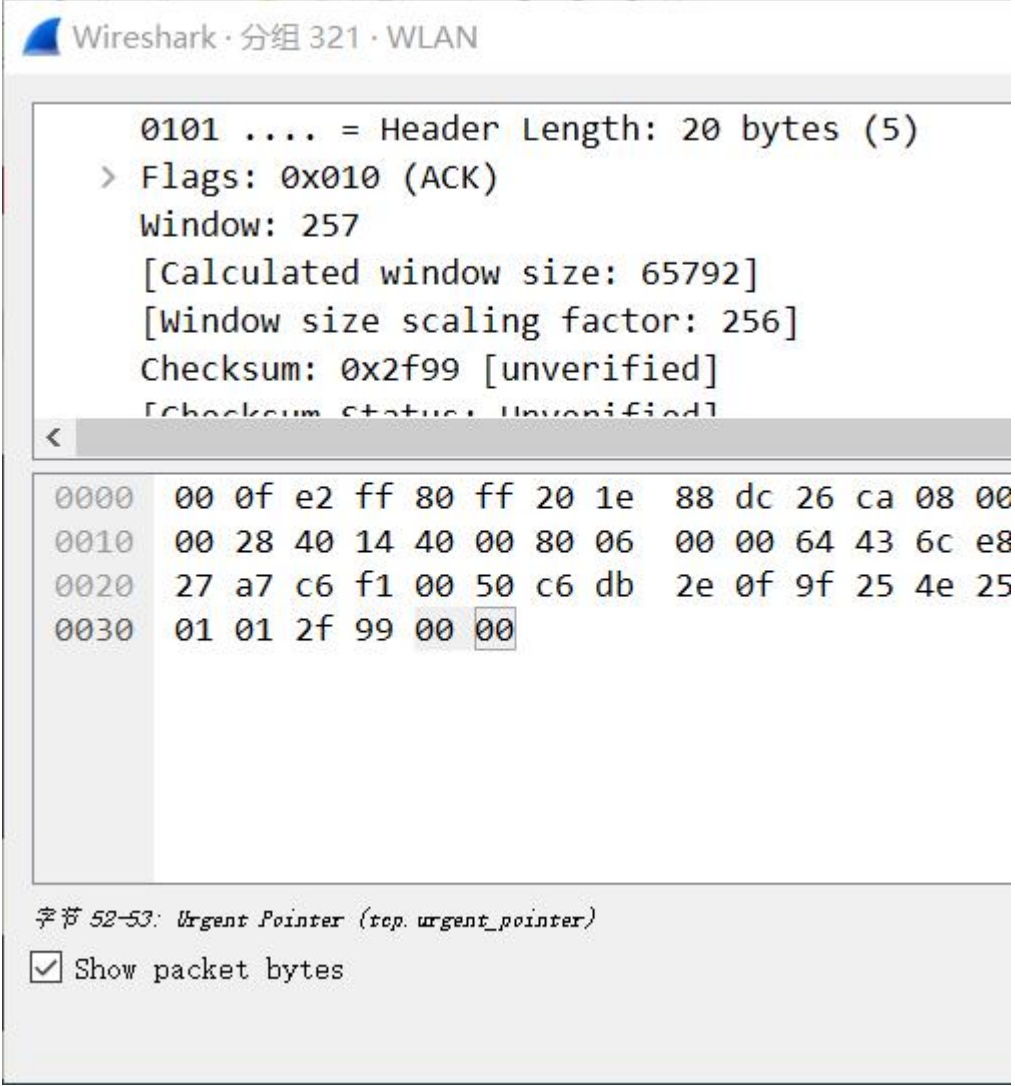 Wireshark · 分组 321 · WLAN
0101 .... = Header Length: 20 bytes (5)
> Flags: 0x010 (ACK)
Window: 257
[Calculated window size: 65792]
[Window size scaling factor: 256]
Checksum: 0x2f99 [unverified]
[Checksum Status: Unverified]
0000 00 0f e2 ff 80 ff 20 1e 88 dc 26 ca 08 00
0010 00 28 40 14 40 00 80 06 00 00 64 43 6c e8
0020 27 a7 c6 f1 00 50 c6 db 2e 0f 9f 25 4e 25
0030 01 01 2f 99 00 00
字节 52-53: Urgent Pointer (tcp.urgent_pointer)
Show packet bytes